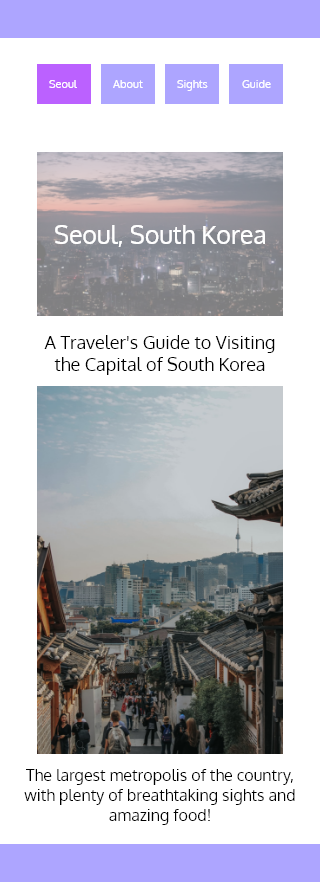 Seoul
About
Sights
Guide
Seoul, South Korea
A Traveler's Guide to Visiting
the Capital of South Korea
The largest metropolis of the country,
with plenty of breathtaking sights and
amazing food!